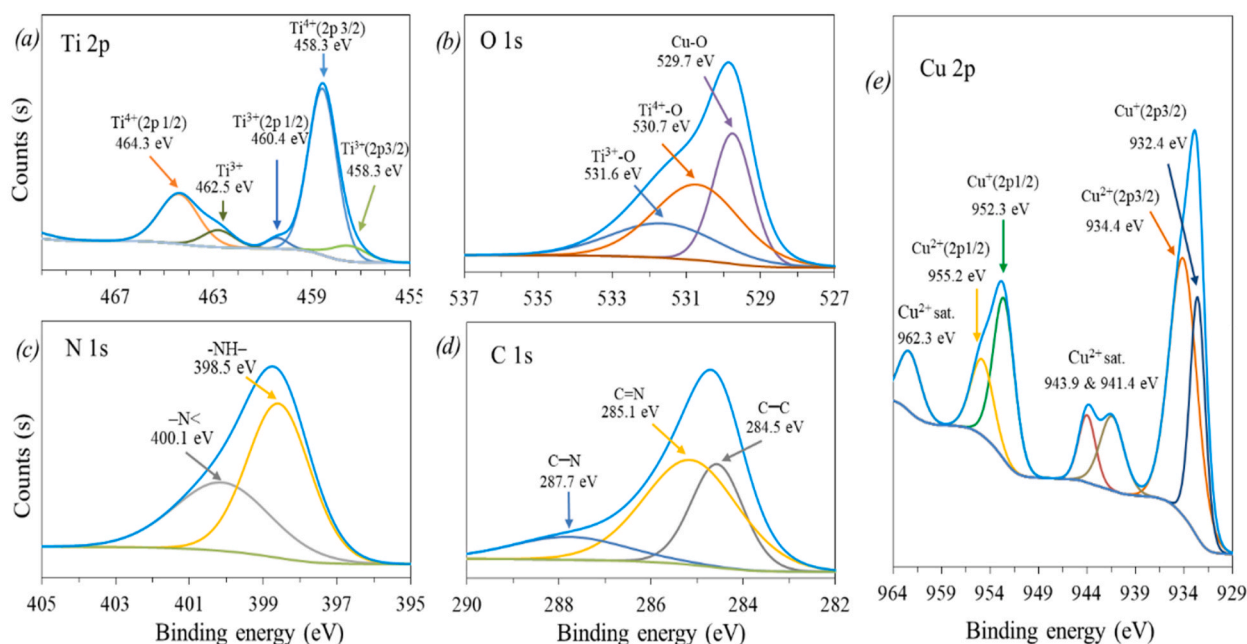 (a)
Ti 2p
Ti⁴⁺(2p 3/2)
458.3 eV
Ti⁴⁺(2p 1/2)
464.3 eV
Ti³⁺
462.5 eV
Ti³⁺(2p 1/2)
460.4 eV
Ti³⁺(2p3/2)
458.3 eV
Counts (s)
467
463
459
455
(b)
O 1s
Cu-O
529.7 eV
Ti⁴⁺-O
530.7 eV
Ti³⁺-O
531.6 eV
537
535
533
531
529
527
(c)
N 1s
-NH–
398.5 eV
–N<
400.1 eV
Counts (s)
405
403
401
399
397
395
Binding energy (eV)
(d)
C 1s
C=N
285.1 eV
C–C
284.5 eV
C–N
287.7 eV
290
288
286
284
282
Binding energy (eV)
(e)
Cu 2p
Cu⁺(2p3/2)
932.4 eV
Cu⁺(2p1/2)
952.3 eV
Cu²⁺(2p3/2)
934.4 eV
Cu²⁺(2p1/2)
955.2 eV
Cu²⁺ sat.
962.3 eV
Cu²⁺ sat.
943.9 & 941.4 eV
964
959
954
949
944
939
934
929
Binding energy (eV)